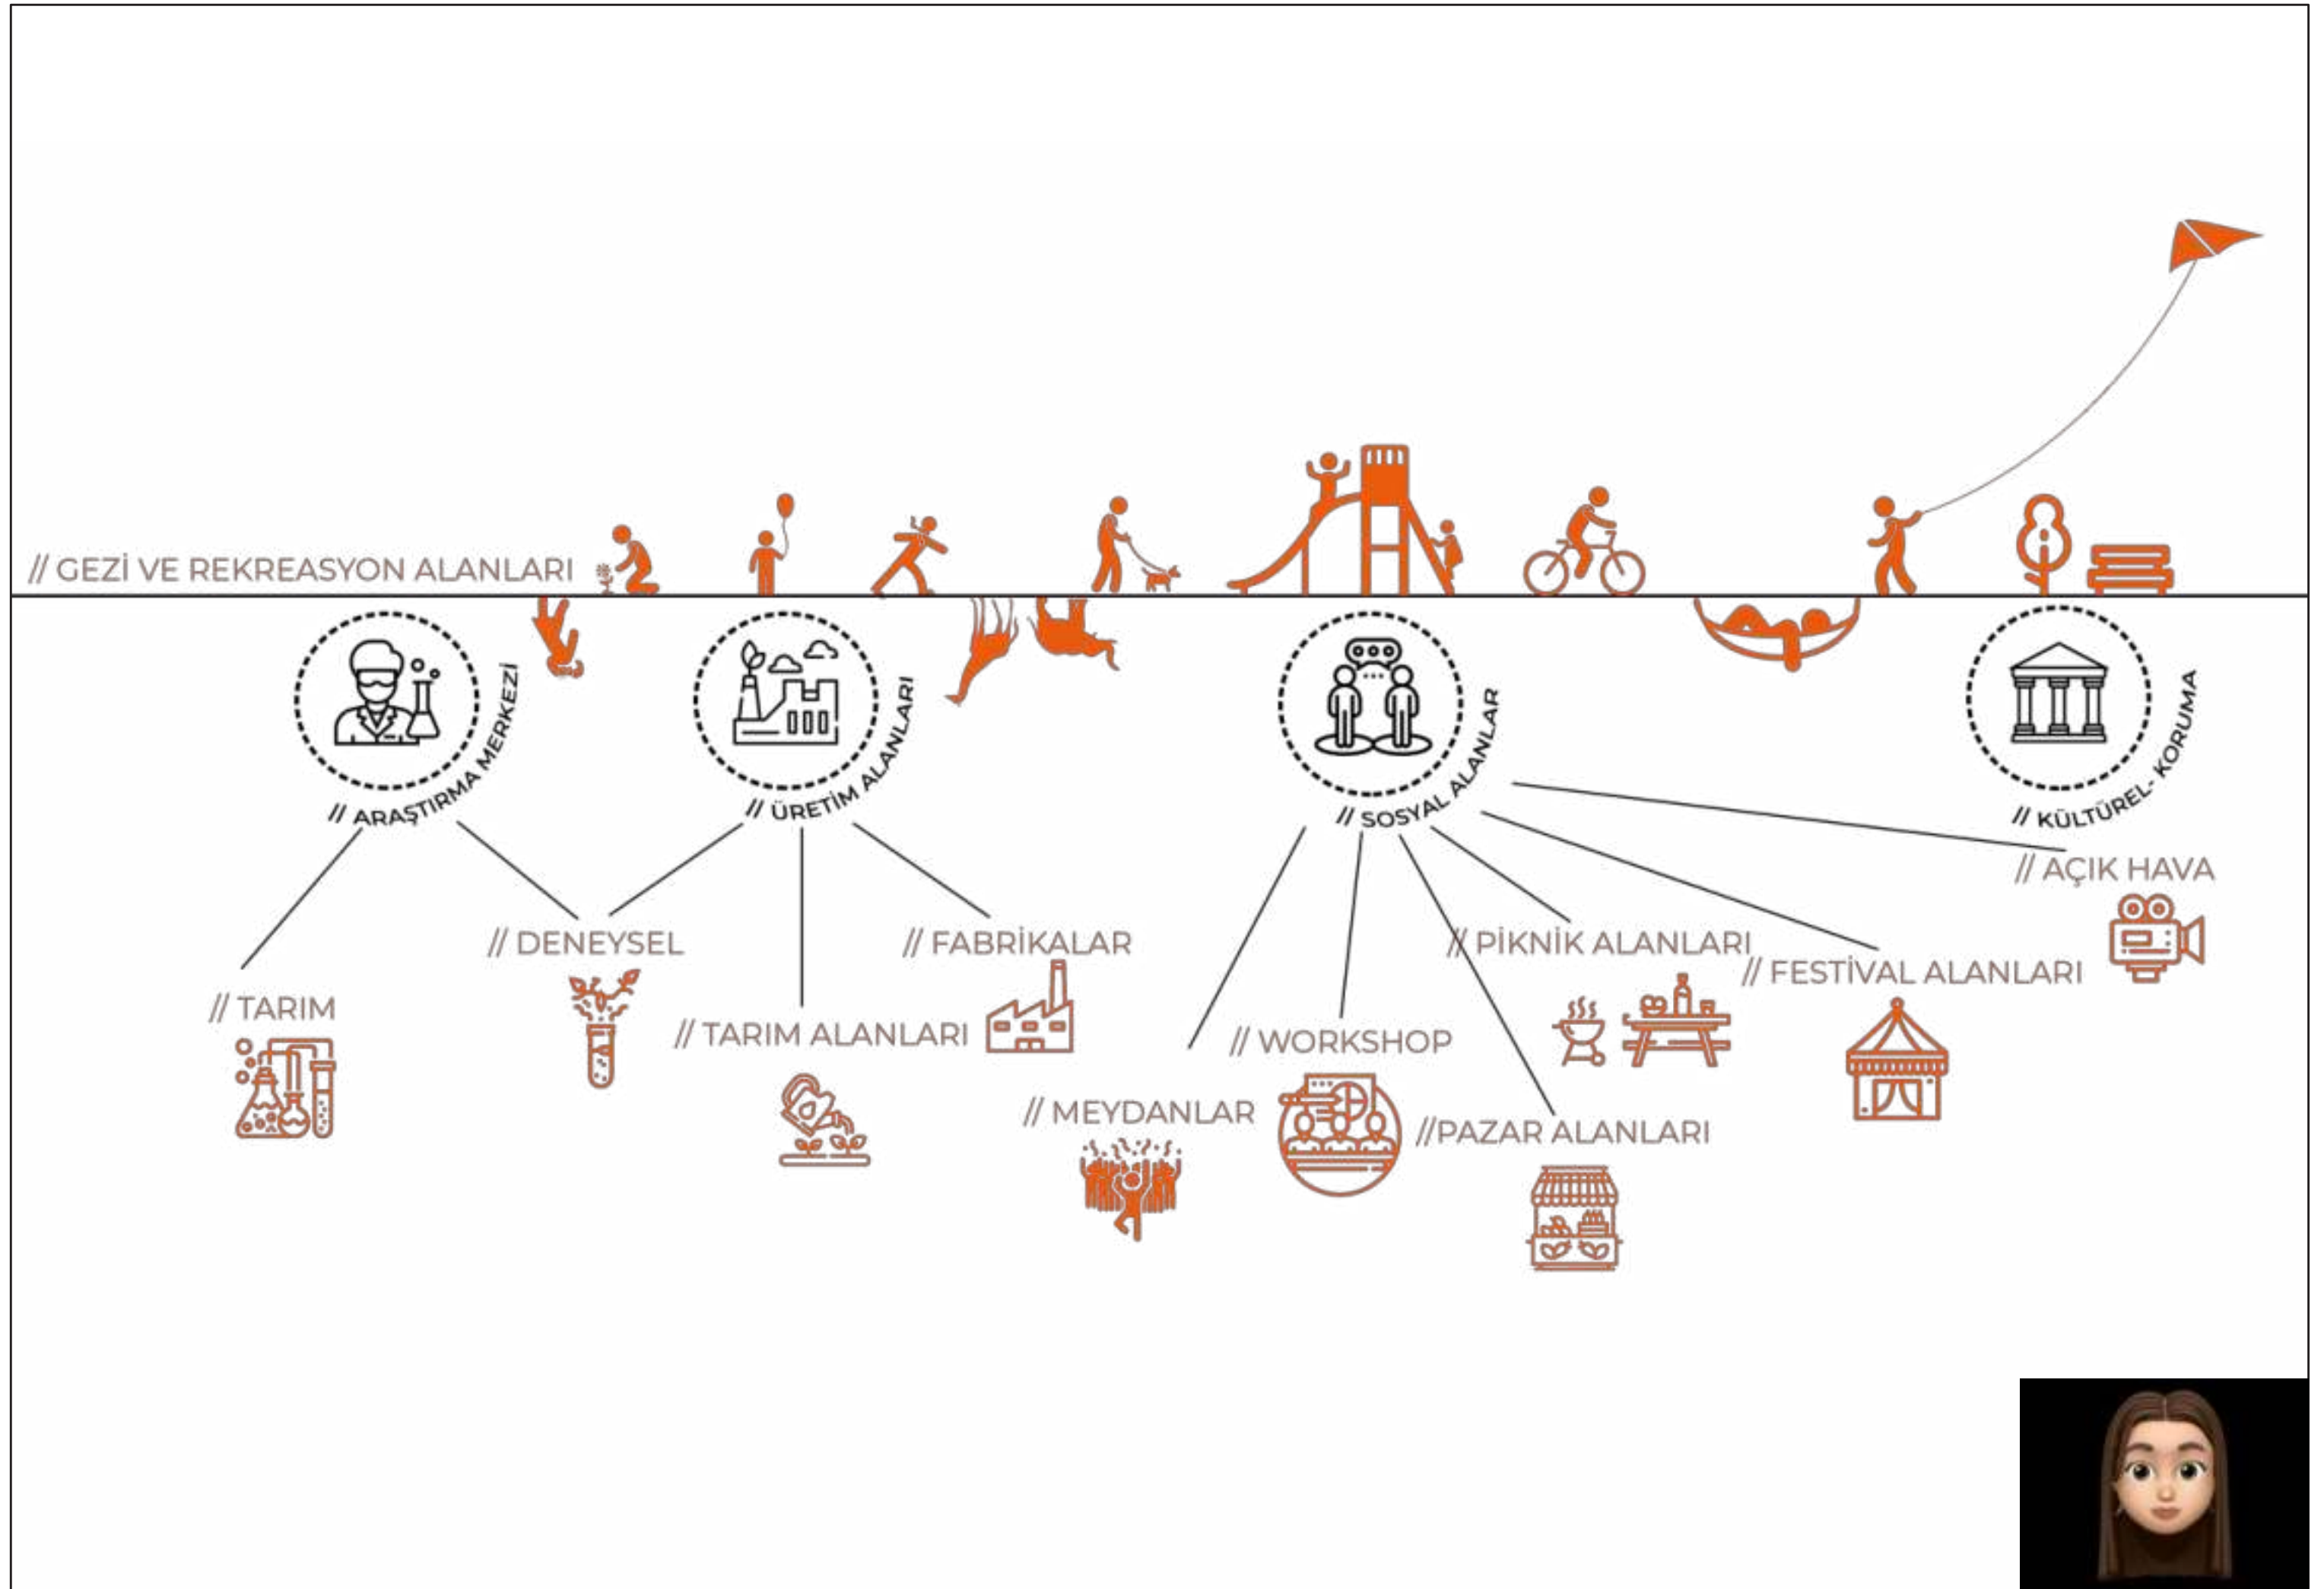 // GEZİ VE REKREASYON ALANLARI
// ARAŞTIRMA MERKEZİ
// ÜRETİM ALANLARI
// SOSYAL ALANLAR
// KÜLTÜREL- KORUMA
// AÇIK HAVA
// DENEYSEL
// FABRİKALAR
// PİKNİK ALANLARI
// FESTİVAL ALANLARI
// TARIM
// TARIM ALANLARI
// WORKSHOP
// MEYDANLAR
//PAZAR ALANLARI